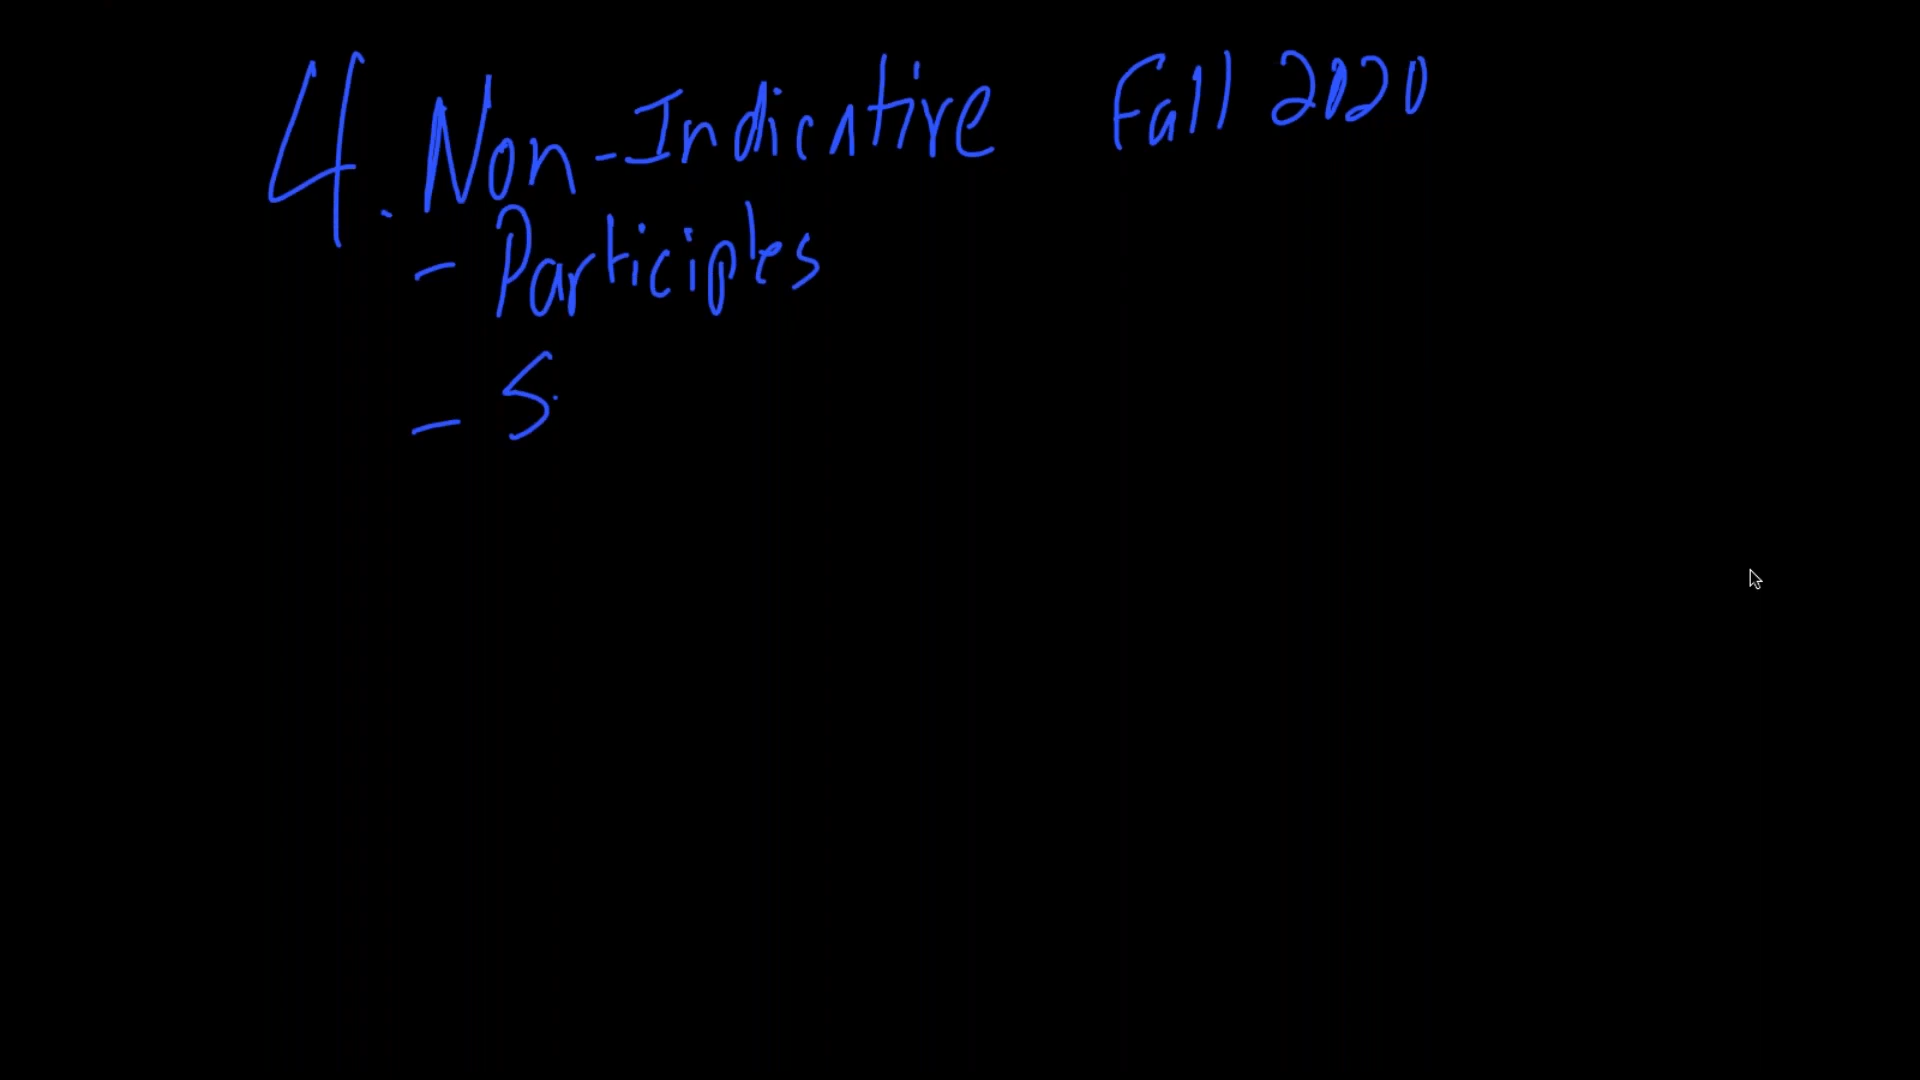 4. Non-Indicative Fall 2020
- Participles
- S